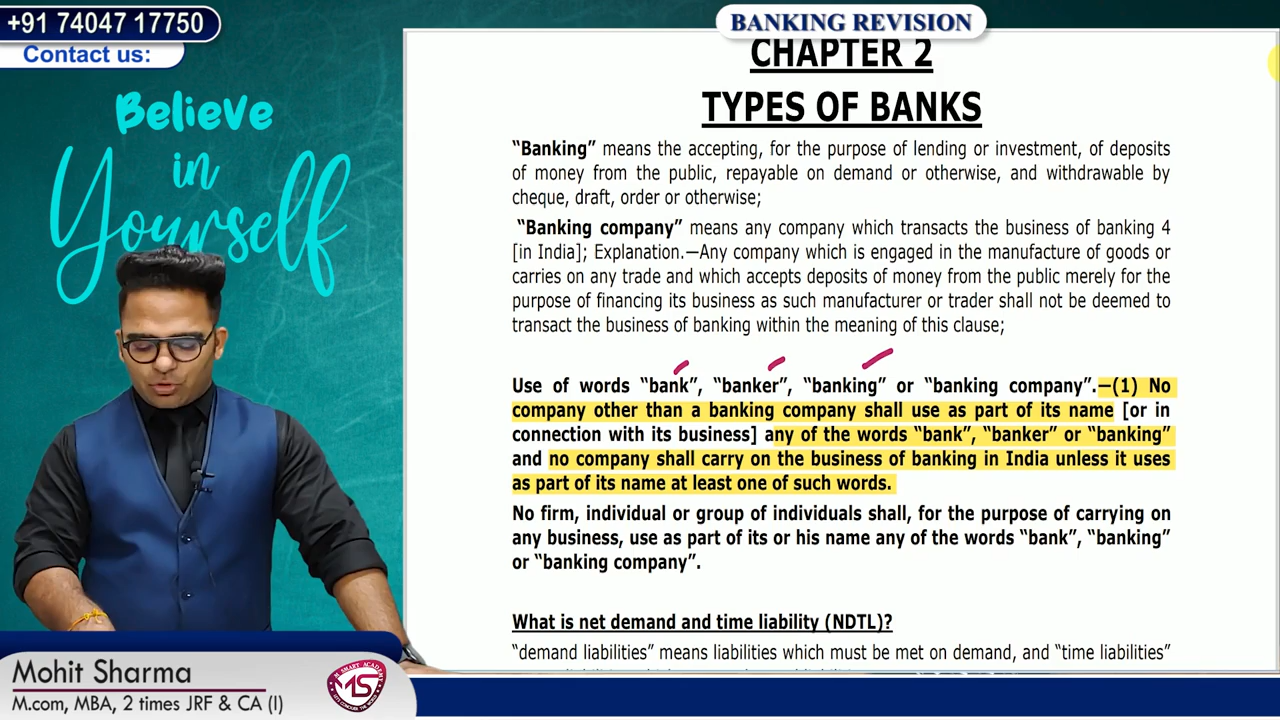 +91 74047 17750
Contact us:
BANKING REVISION
Believe
in
Yourself
CHAPTER 2
TYPES OF BANKS
“Banking” means the accepting, for the purpose of lending or investment, of deposits
of money from the public, repayable on demand or otherwise, and withdrawable by
cheque, draft, order or otherwise;
“Banking company” means any company which transacts the business of banking 4
[in India]; Explanation.—Any company which is engaged in the manufacture of goods or
carries on any trade and which accepts deposits of money from the public merely for the
purpose of financing its business as such manufacturer or trader shall not be deemed to
transact the business of banking within the meaning of this clause;
Use of words “bank”, “banker”, “banking” or “banking company”.—(1) No
company other than a banking company shall use as part of its name [or in
connection with its business] any of the words “bank”, “banker” or “banking”
and no company shall carry on the business of banking in India unless it uses
as part of its name at least one of such words.
No firm, individual or group of individuals shall, for the purpose of carrying on
any business, use as part of its or his name any of the words “bank”, “banking”
or “banking company”.
What is net demand and time liability (NDTL)?
“demand liabilities” means liabilities which must be met on demand, and “time liabilities”
Mohit Sharma
M.com, MBA, 2 times JRF & CA (I)
MS